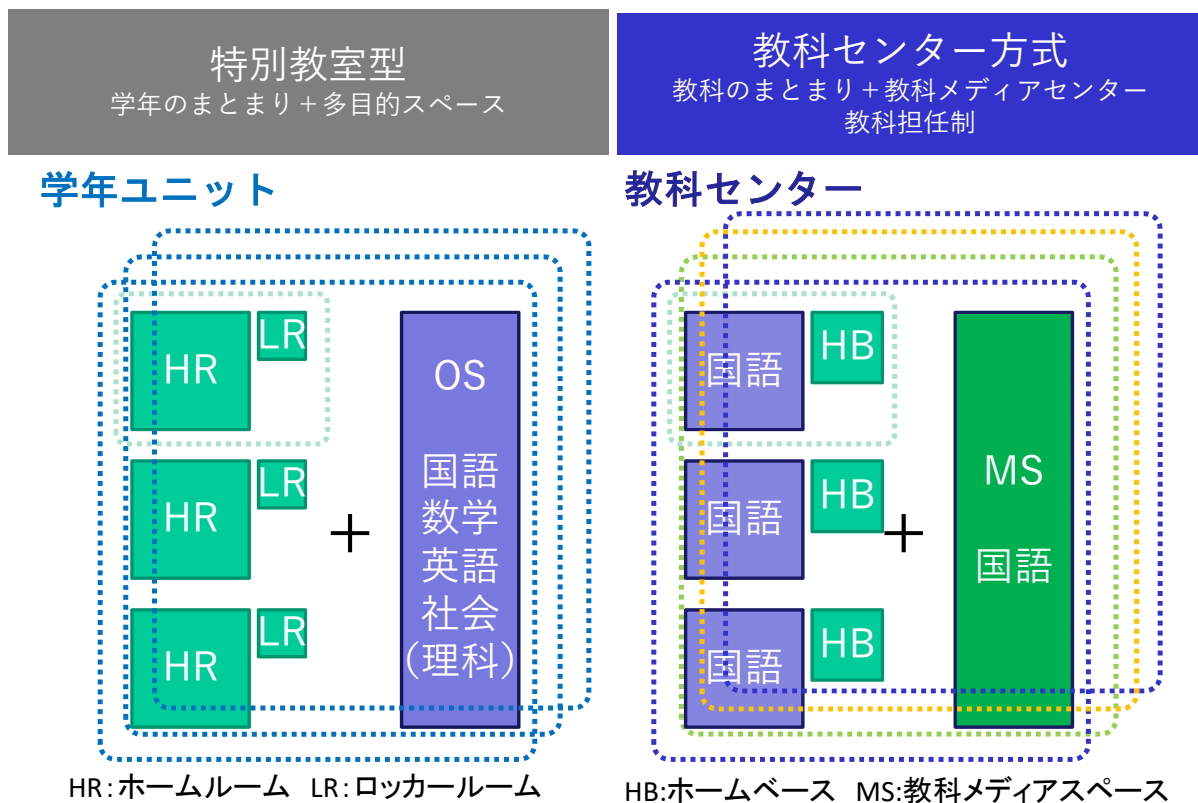 特別教室型
学年のまとまり＋多目的スペース
学年ユニット
HR
LR
HR
LR
HR
LR
＋
OS
国語
数学
英語
社会
(理科)
HR：ホームルーム LR：ロッカールーム
教科センター方式
教科のまとまり＋教科メディアセンター
教科担任制
教科センター
国語
HB
国語
HB
国語
HB
＋
MS
国語
HB:ホームベース MS:教科メディアスペース